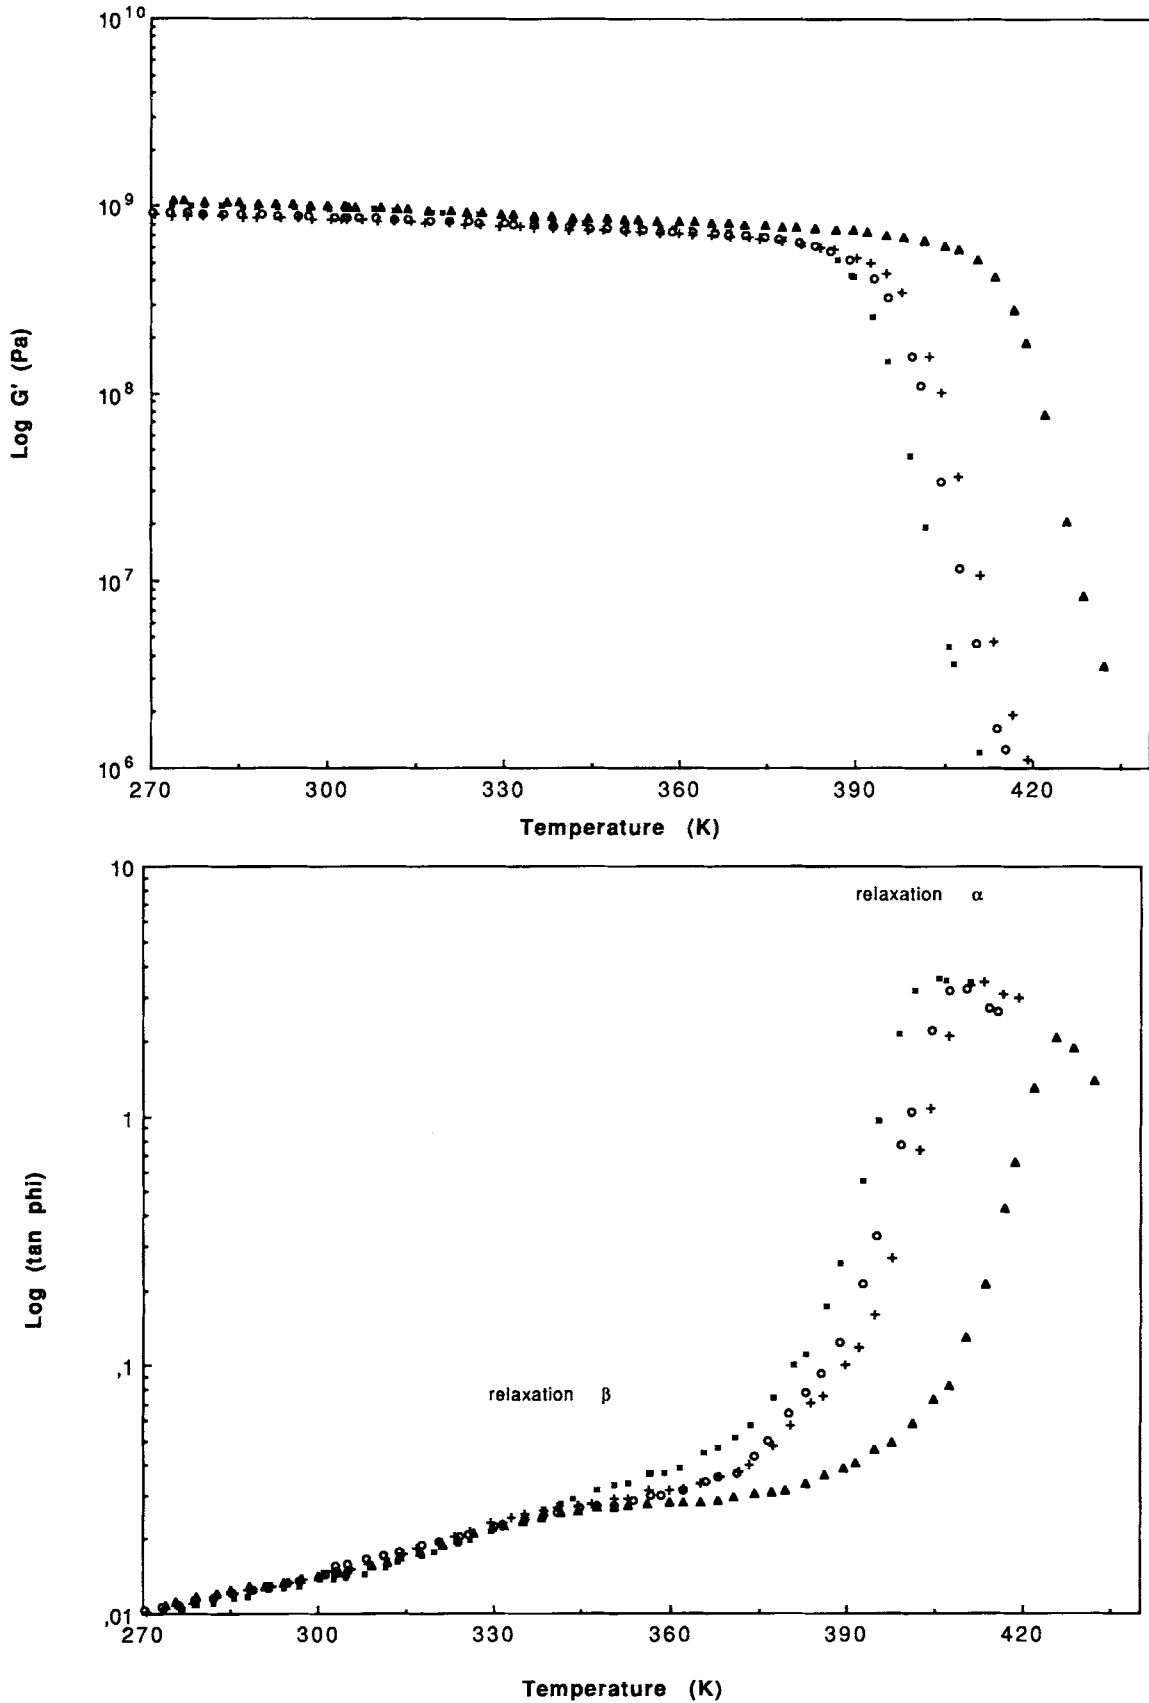 10^10
10^9
10^8
10^7
10^6
Log G' (Pa)
270 300 330 360 390 420
Temperature (K)
10
1
,1
,01
Log (tan phi)
relaxation α
relaxation β
270 300 330 360 390 420
Temperature (K)